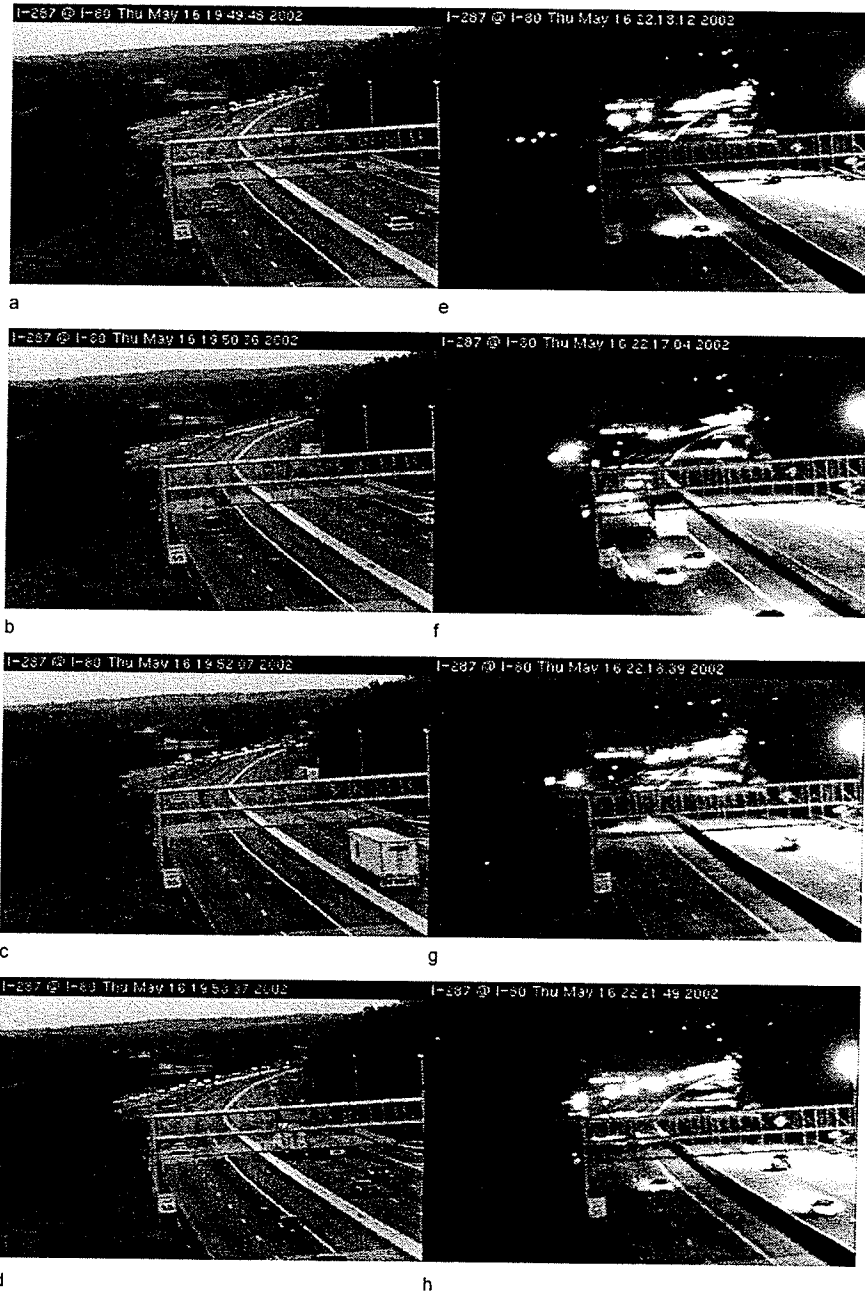 I-287 @ I-80 Thu May 16 19:49:48 2002
a
I-287 @ I-80 Thu May 16 19:50:36 2002
b
I-287 @ I-80 Thu May 16 19:52:07 2002
c
I-287 @ I-80 Thu May 16 19:53:37 2002
d
I-287 @ I-80 Thu May 16 22:13:12 2002
e
I-287 @ I-80 Thu May 16 22:17:04 2002
f
I-287 @ I-80 Thu May 16 22:18:39 2002
g
I-287 @ I-80 Thu May 16 22:21:49 2002
h